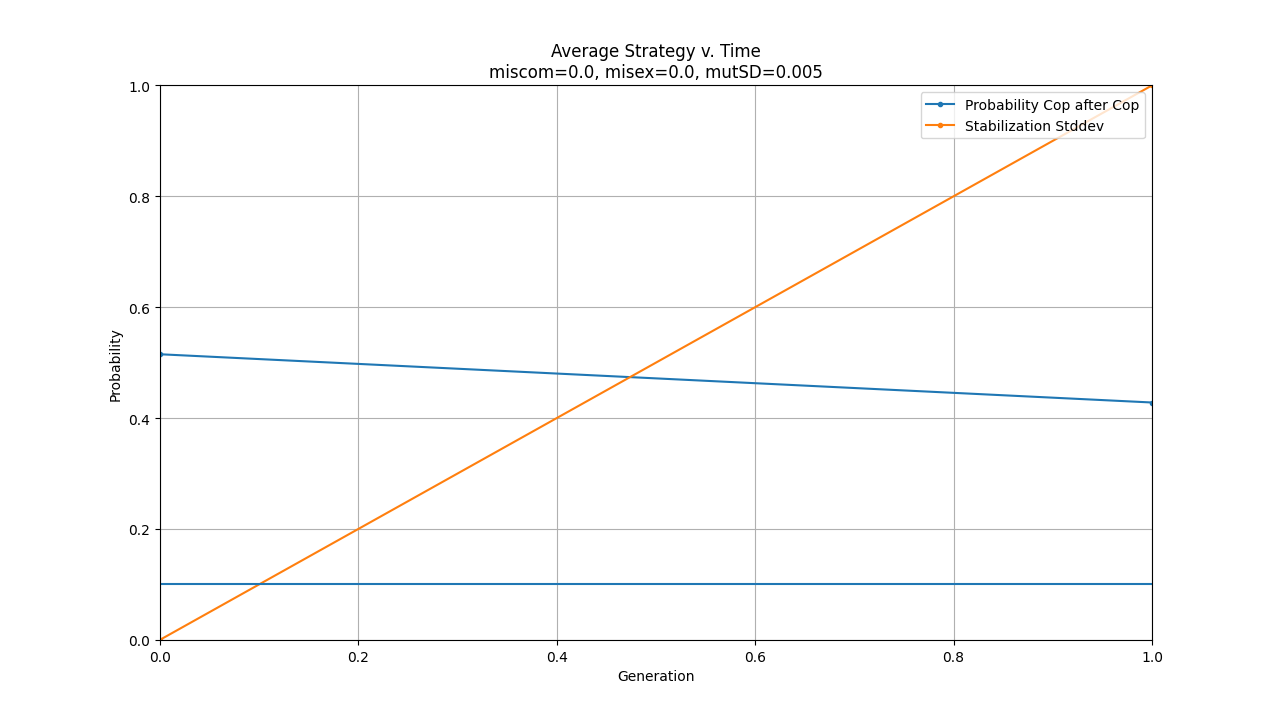 Average Strategy v. Time
miscom=0.0, misex=0.0, mutSD=0.005
Probability Cop after Cop
Stabilization Stddev
1.0
0.8
0.6
0.4
0.2
0.0
Probability
0.0 0.2 0.4 0.6 0.8 1.0
Generation